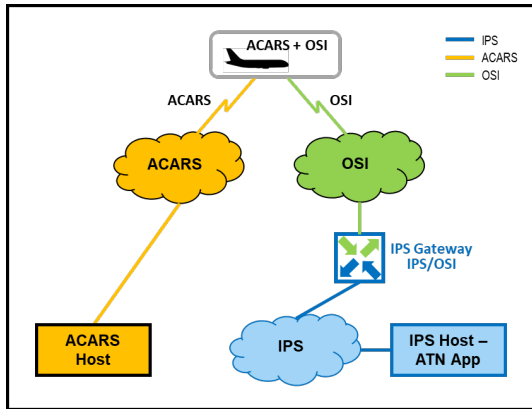 ACARS + OSI
IPS
ACARS
OSI
ACARS
OSI
ACARS
OSI
IPS Gateway
IPS/OSI
ACARS
Host
IPS
IPS Host –
ATN App